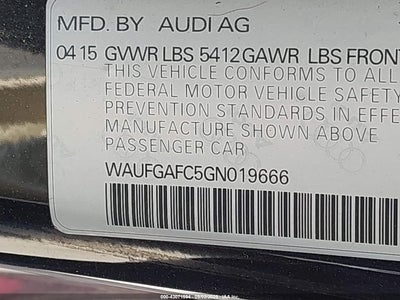 MFD. BY AUDI AG
04 15 GVWR LBS 5412 GAWR LBS FRONT
THIS VEHICLE CONFORMS TO ALL
FEDERAL MOTOR VEHICLE SAFETY
PREVENTION STANDARDS IN EFFE
MANUFACTURE SHOWN ABOVE
PASSENGER CAR
WAUFGAFC5GN019666